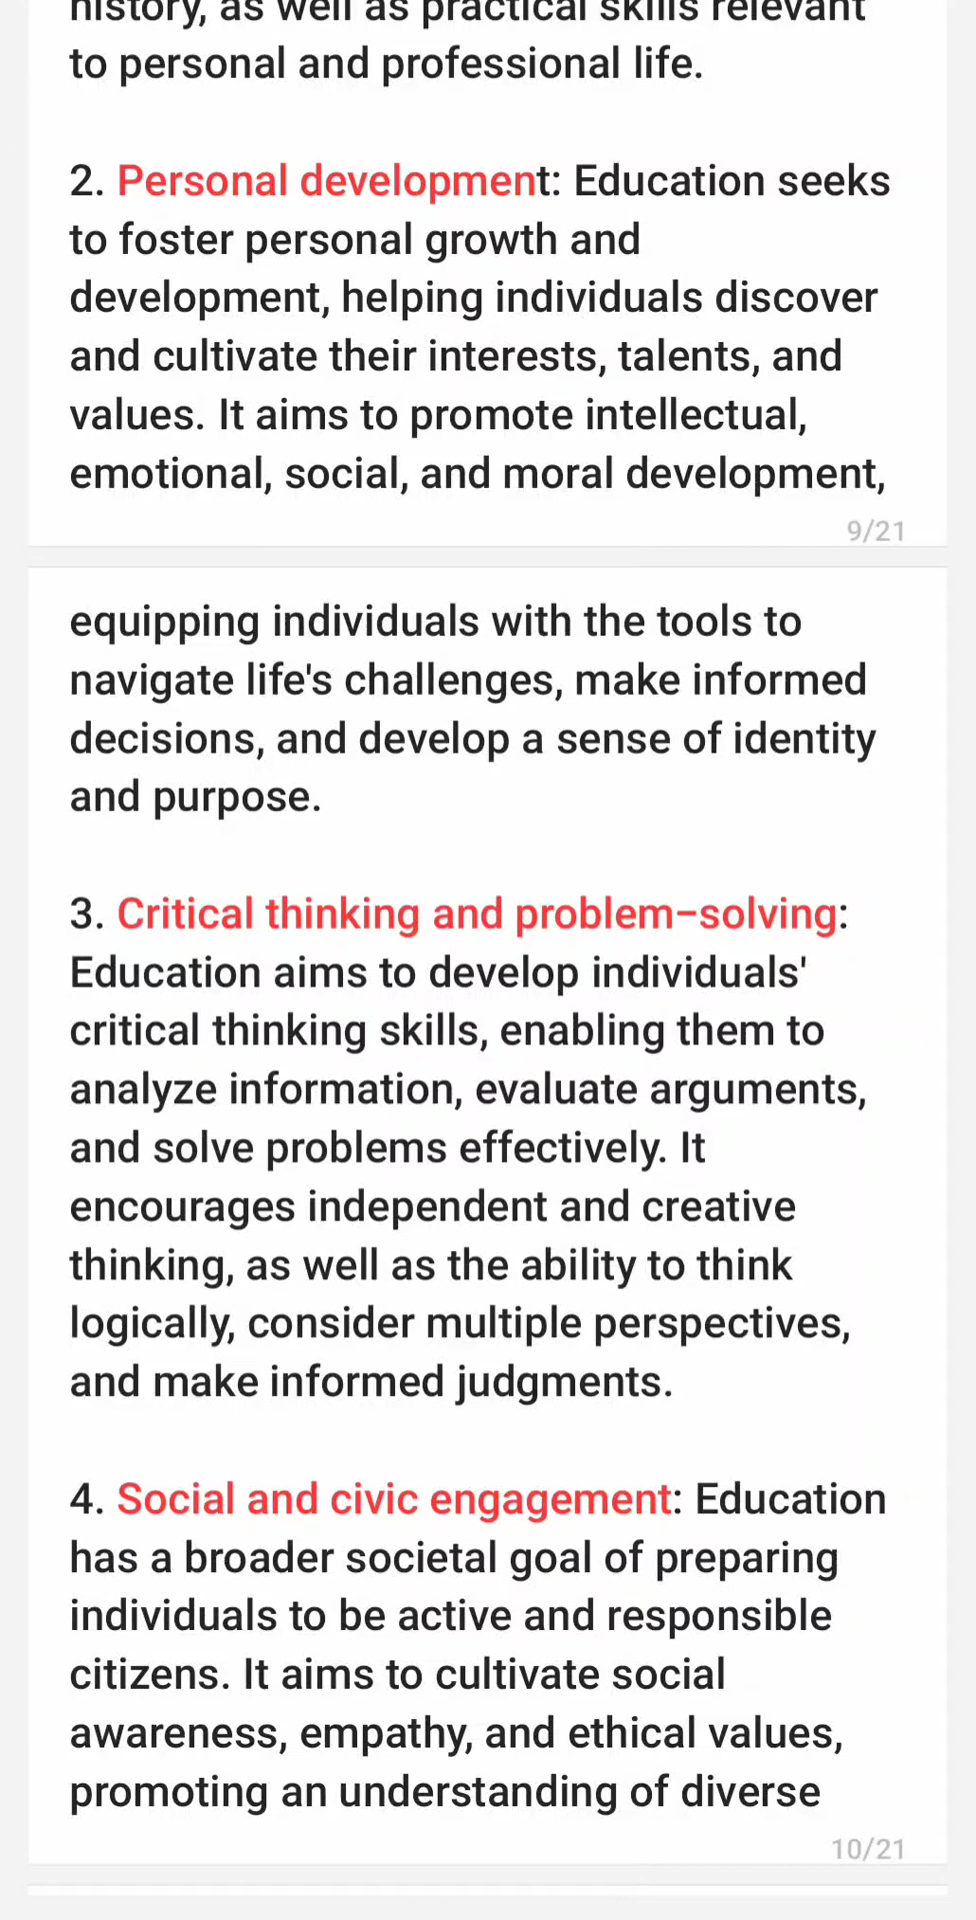 history, as well as practical skills relevant
to personal and professional life.
2. Personal development: Education seeks
to foster personal growth and
development, helping individuals discover
and cultivate their interests, talents, and
values. It aims to promote intellectual,
emotional, social, and moral development,
9/21
equipping individuals with the tools to
navigate life's challenges, make informed
decisions, and develop a sense of identity
and purpose.
3. Critical thinking and problem-solving:
Education aims to develop individuals'
critical thinking skills, enabling them to
analyze information, evaluate arguments,
and solve problems effectively. It
encourages independent and creative
thinking, as well as the ability to think
logically, consider multiple perspectives,
and make informed judgments.
4. Social and civic engagement: Education
has a broader societal goal of preparing
individuals to be active and responsible
citizens. It aims to cultivate social
awareness, empathy, and ethical values,
promoting an understanding of diverse
10/21